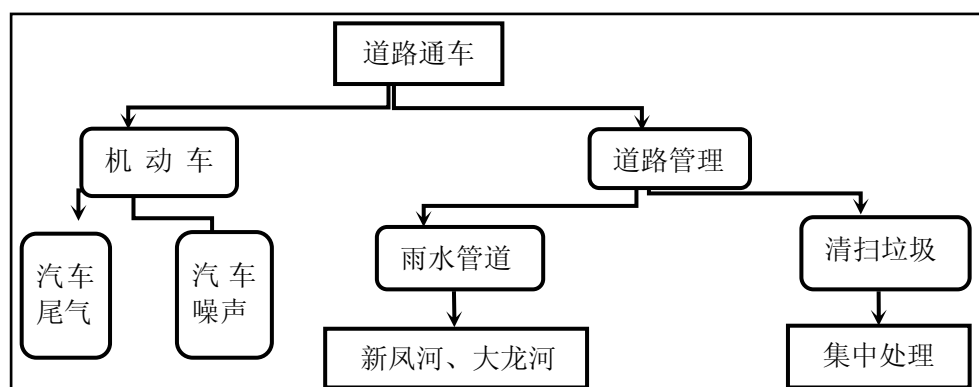 道路通车
机 动 车
道路管理
汽车
尾气
汽 车
噪声
雨水管道
清扫垃圾
新凤河、大龙河
集中处理